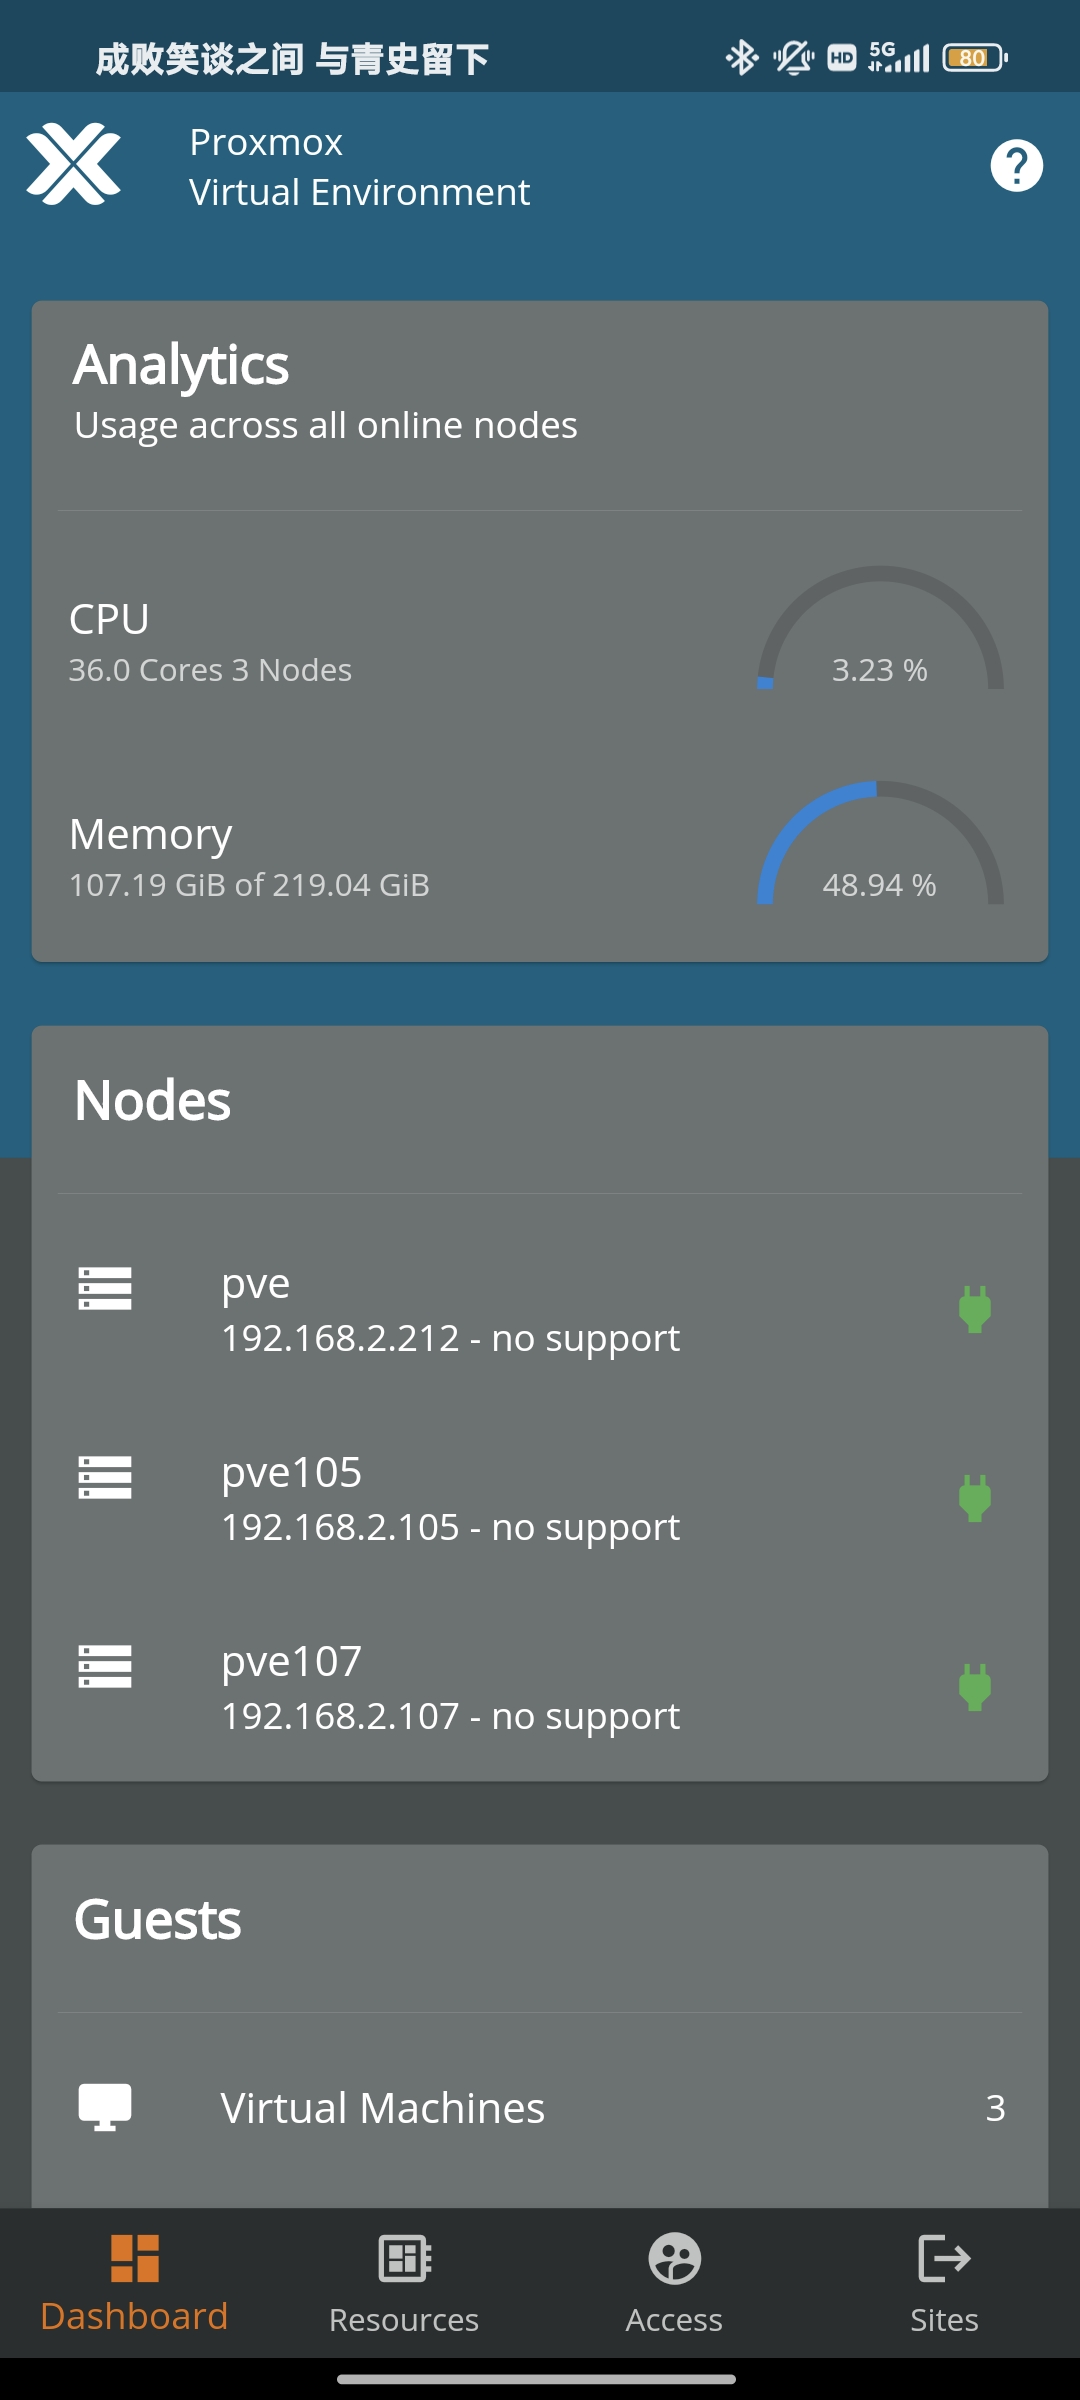 成败笑谈之间 与青史留下
HD
5G
80
Proxmox
Virtual Environment
Analytics
Usage across all online nodes
CPU
36.0 Cores 3 Nodes
3.23 %
Memory
107.19 GiB of 219.04 GiB
48.94 %
Nodes
pve
192.168.2.212 - no support
pve105
192.168.2.105 - no support
pve107
192.168.2.107 - no support
Guests
Virtual Machines
3
Dashboard
Resources
Access
Sites